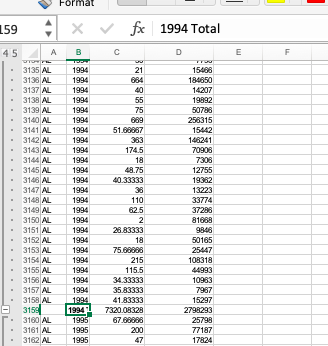 Format
159 fx 1994 Total
4 5 A B C D E F
3135 AL 1994 21 15466
3136 AL 1994 664 184650
3137 AL 1994 40 14207
3138 AL 1994 55 19892
3139 AL 1994 75 50786
3140 AL 1994 669 256315
3141 AL 1994 51.66667 15442
3142 AL 1994 363 146241
3143 AL 1994 174.5 70906
3144 AL 1994 18 7306
3145 AL 1994 48.75 12755
3146 AL 1994 40.33333 19362
3147 AL 1994 36 13223
3148 AL 1994 110 33774
3149 AL 1994 62.5 37286
3150 AL 1994 2 81668
3151 AL 1994 26.83333 9846
3152 AL 1994 18 50165
3153 AL 1994 75.66666 25447
3154 AL 1994 215 108318
3155 AL 1994 115.5 44993
3156 AL 1994 34.33333 10963
3157 AL 1994 35.83333 7967
3158 AL 1994 41.83333 15297
3159 1994 7320.08328 2798293
3160 AL 1995 67.66666 25798
3161 AL 1995 200 77187
3162 AL 1995 47 17824